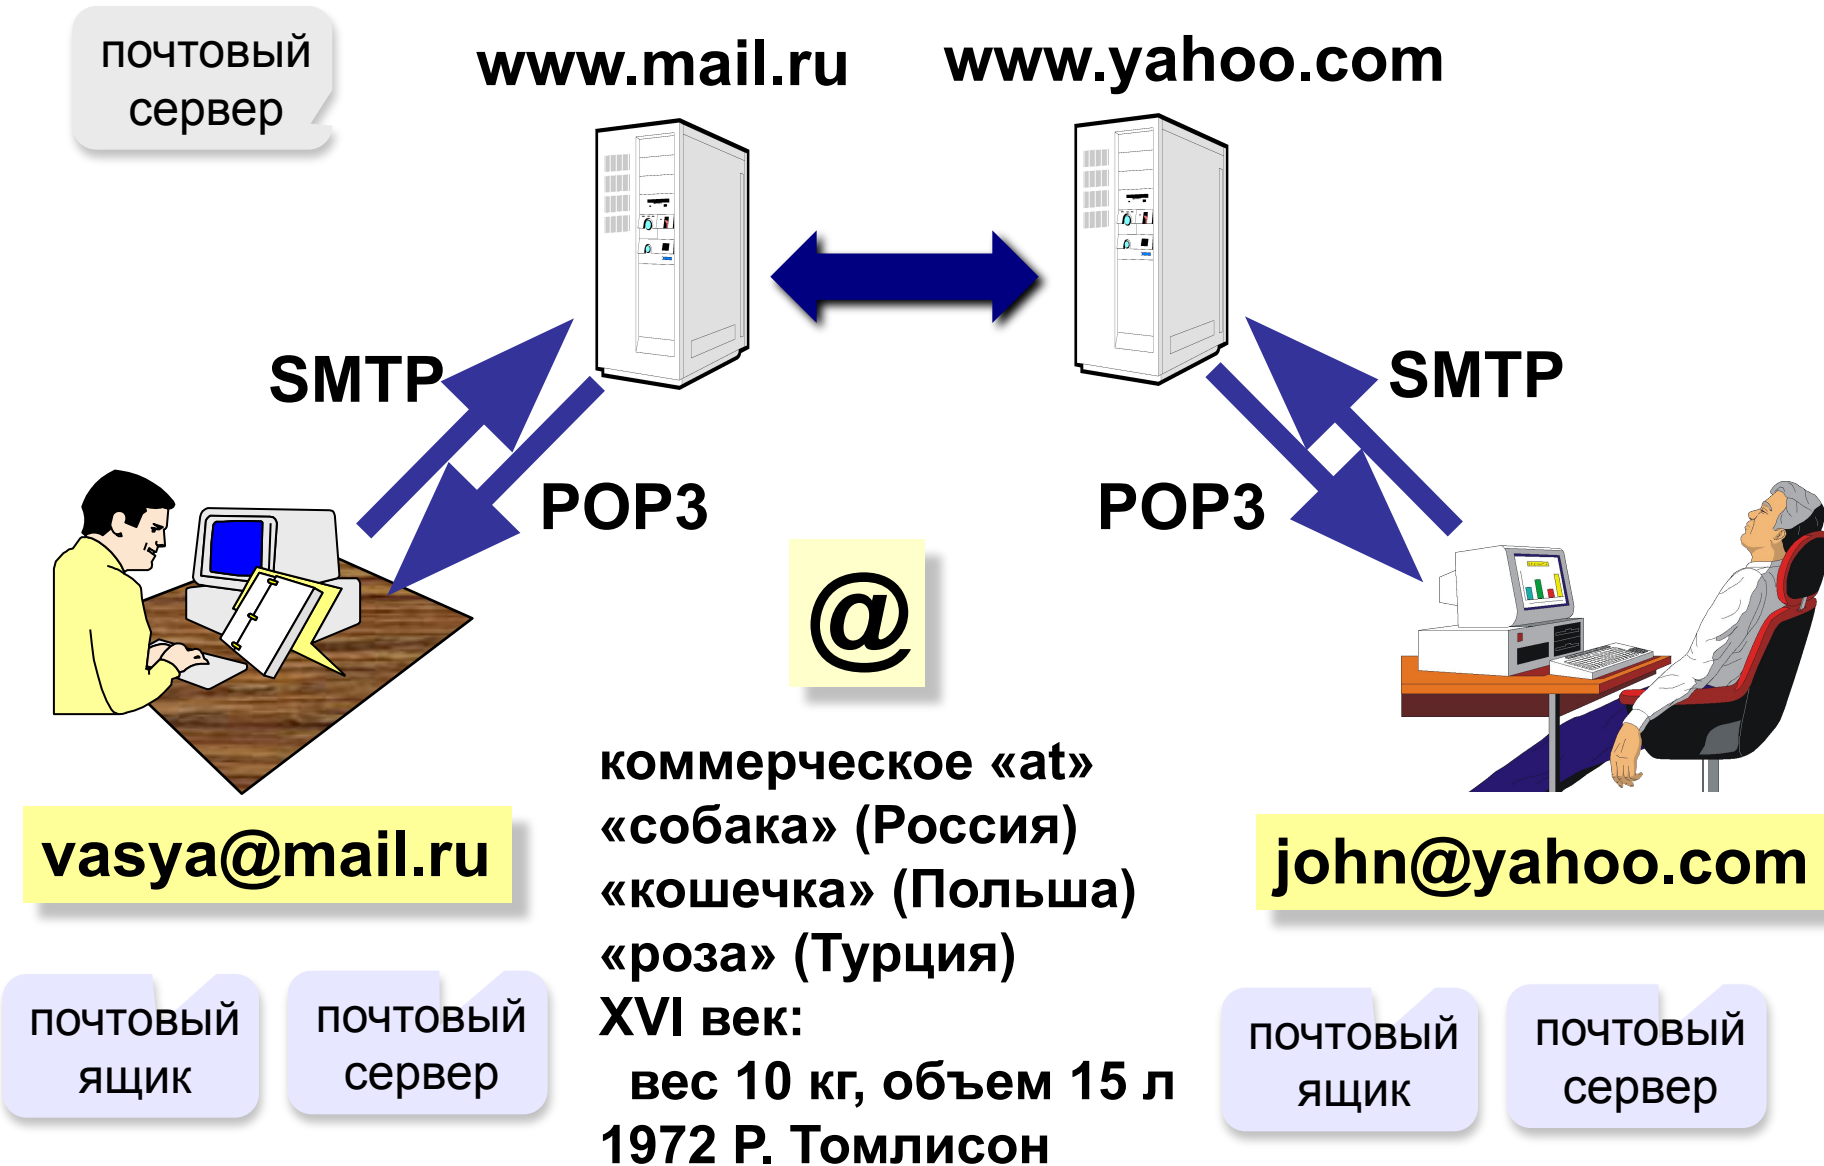 почтовый
сервер
www.mail.ru
www.yahoo.com
SMTP
SMTP
POP3
POP3
@
коммерческое «at»
«собака» (Россия)
«кошечка» (Польша)
«роза» (Турция)
XVI век:
вес 10 кг, объем 15 л
1972 Р. Томлисон
vasya@mail.ru
john@yahoo.com
почтовый
ящик
почтовый
сервер
почтовый
ящик
почтовый
сервер